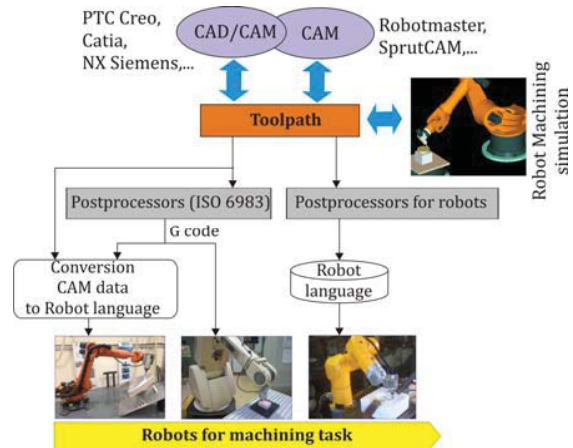 PTC Creo,
Catia,
NX Siemens,...
CAD/CAM
CAM
Robotmaster,
SprutCAM,...
Toolpath
Robot Machining
simulation
Postprocessors (ISO 6983)
Postprocessors for robots
G code
Conversion
CAM data
to Robot language
Robot
language
Robots for machining task